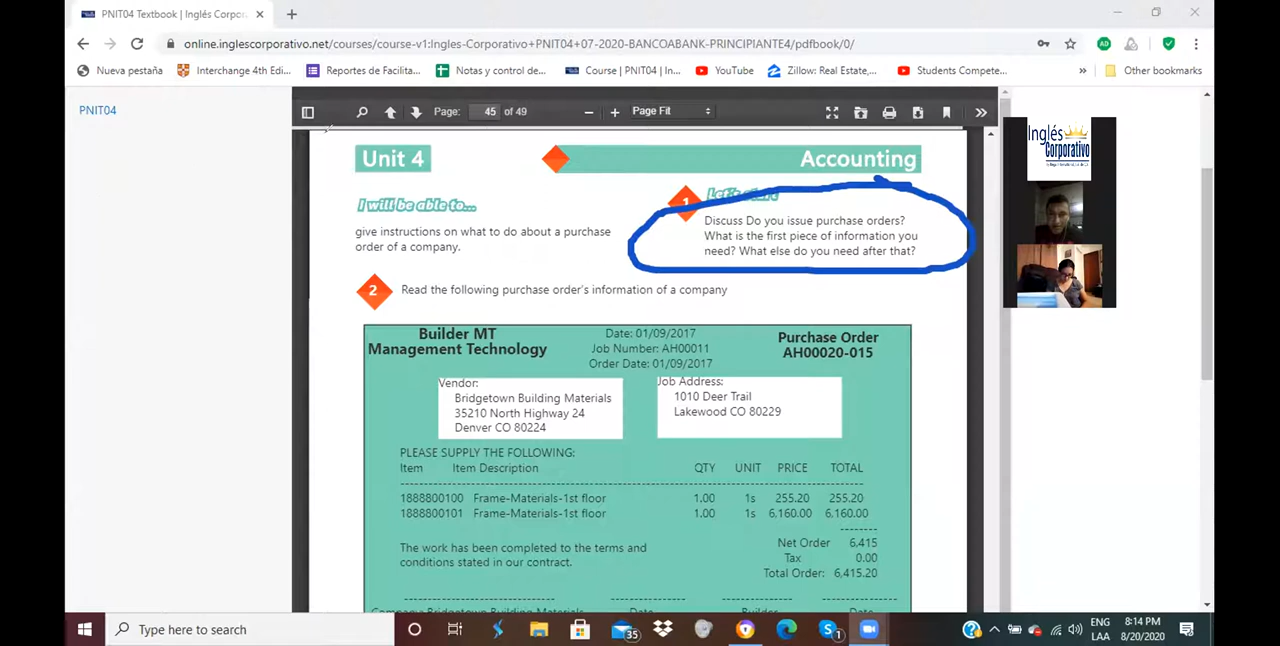 PNIT04 Textbook | Inglés Corpor
online.inglescorporativo.net/courses/course-v1:Ingles-Corporativo+PNIT04+07-2020-BANCOABANK-PRINCIPIANTE4/pdfbook/0/
Nueva pestaña Interchange 4th Edi... Reportes de Facilita... Notas y control de... Course | PNIT04 | In... YouTube Zillow: Real Estate,... Students Compete... » Other bookmarks
PNIT04
Page: 45 of 49 Page Fit
Inglés
Corporativo
Unit 4 Accounting
I will be able to...
give instructions on what to do about a purchase
order of a company.
1 Let's start
Discuss Do you issue purchase orders?
What is the first piece of information you
need? What else do you need after that?
2 Read the following purchase order's information of a company
Builder MT
Management Technology
Date: 01/09/2017
Job Number: AH00011
Order Date: 01/09/2017
Purchase Order
AH00020-015
Vendor:
Bridgetown Building Materials
35210 North Highway 24
Denver CO 80224
Job Address:
1010 Deer Trail
Lakewood CO 80229
PLEASE SUPPLY THE FOLLOWING:
Item Item Description QTY UNIT PRICE TOTAL
1888800100 Frame-Materials-1st floor 1.00 1s 255.20 255.20
1888800101 Frame-Materials-1st floor 1.00 1s 6,160.00 6,160.00
Net Order 6,415
Tax 0.00
Total Order: 6,415.20
The work has been completed to the terms and
conditions stated in our contract.
Company Bridgetown Building Materials Date Builder Date
Type here to search
35
1
ENG
LAA
8:14 PM
8/20/2020